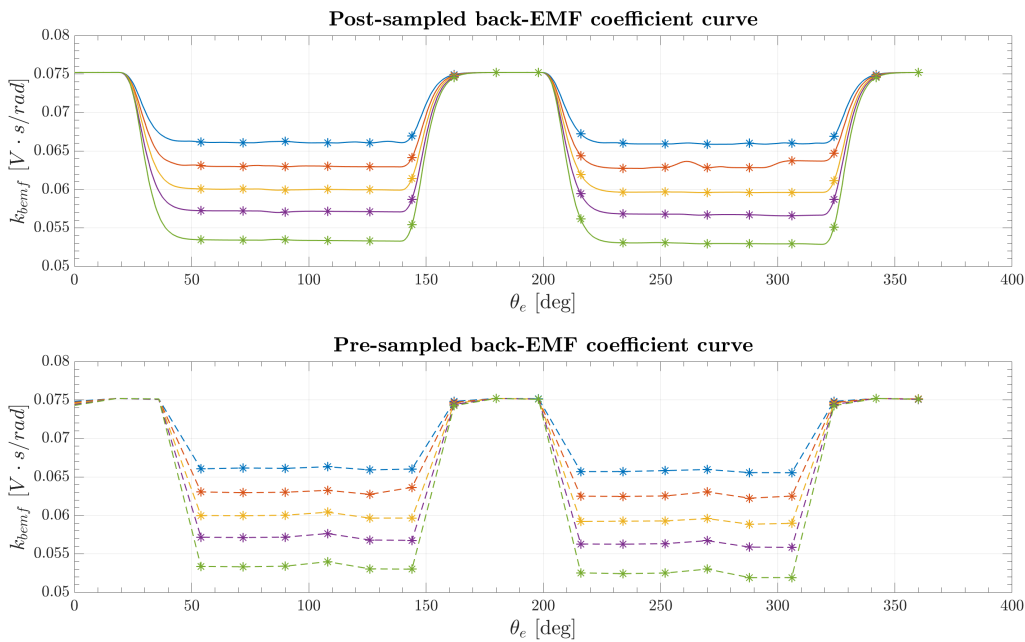 Post-sampled back-EMF coefficient curve
0.08
0.075
0.07
0.065
0.06
0.055
0.05
k_bemf [V · s/rad]
0 50 100 150 200 250 300 350 400
θ_e [deg]
Pre-sampled back-EMF coefficient curve
0.08
0.075
0.07
0.065
0.06
0.055
0.05
k_bemf [V · s/rad]
0 50 100 150 200 250 300 350 400
θ_e [deg]